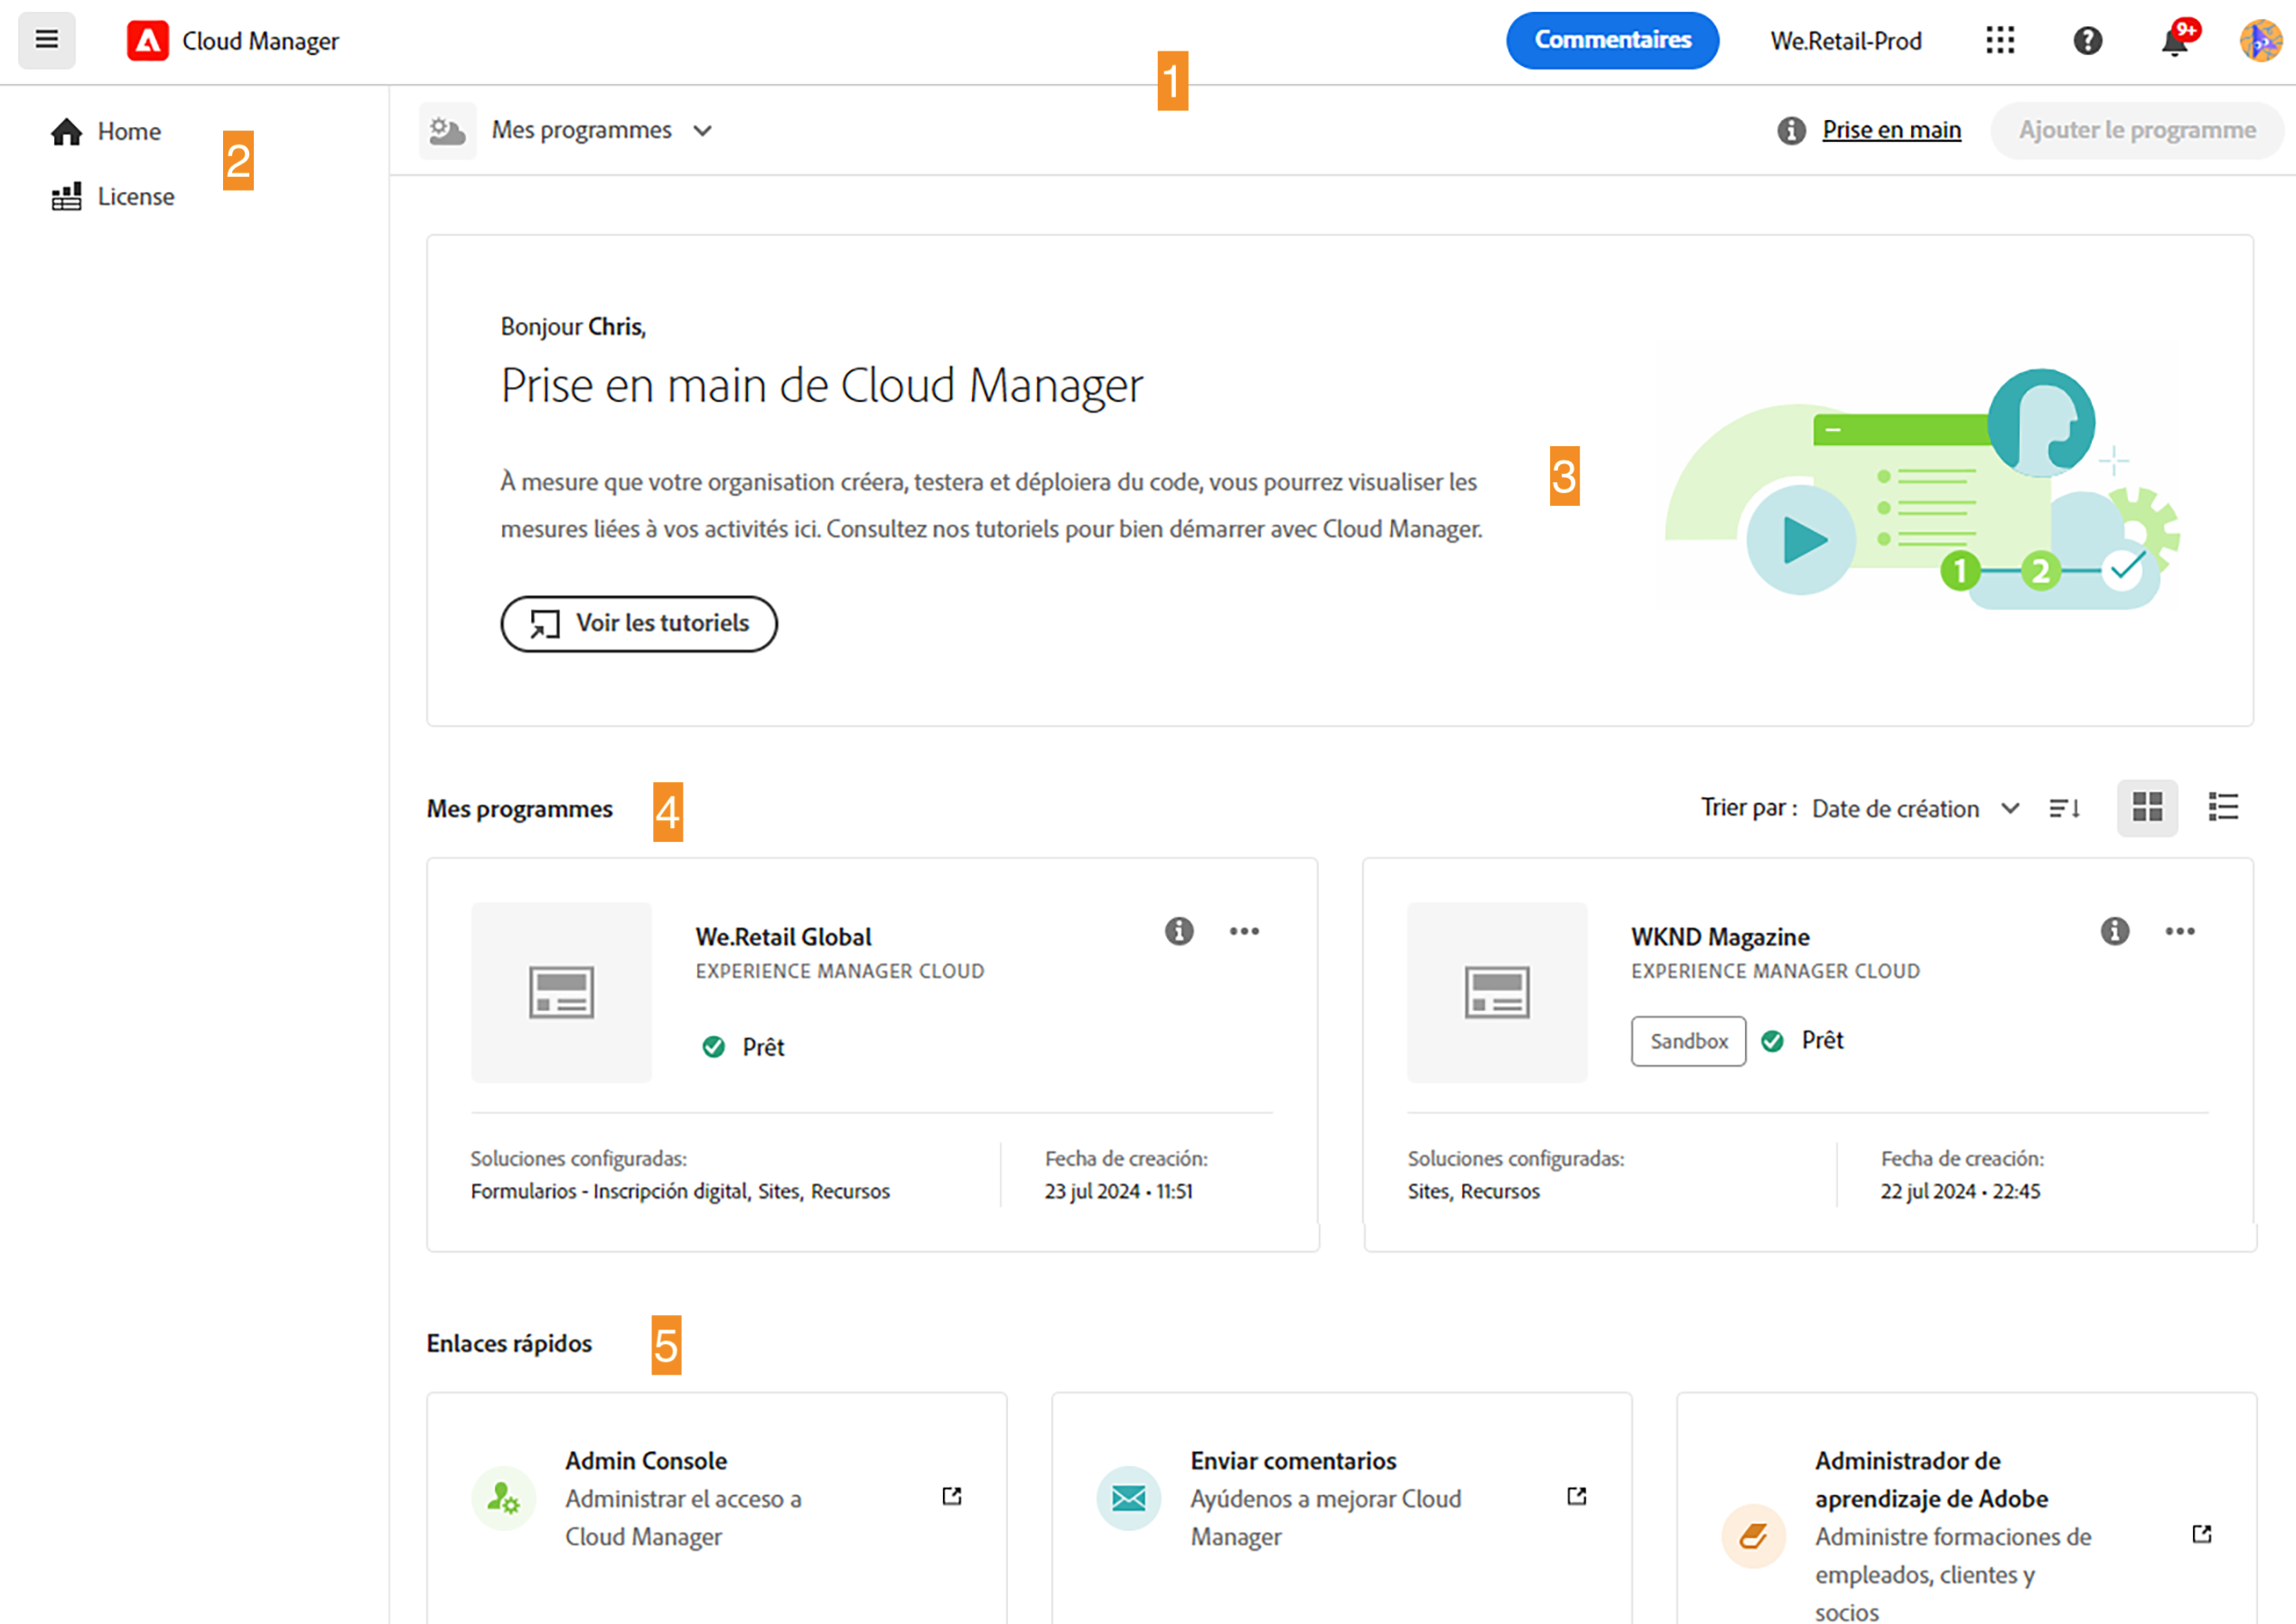 Cloud Manager
Commentaires
We.Retail-Prod
9+
1
Home
2
License
Mes programmes
Prise en main
Ajouter le programme
Bonjour Chris,
Prise en main de Cloud Manager
À mesure que votre organisation créera, testera et déploiera du code, vous pourrez visualiser les
mesures liées à vos activités ici. Consultez nos tutoriels pour bien démarrer avec Cloud Manager.
3
1 2
Voir les tutoriels
Mes programmes
4
Trier par : Date de création
We.Retail Global
EXPERIENCE MANAGER CLOUD
Prêt
Soluciones configuradas:
Formularios - Inscripción digital, Sites, Recursos
Fecha de creación:
23 jul 2024 • 11:51
WKND Magazine
EXPERIENCE MANAGER CLOUD
Sandbox
Prêt
Soluciones configuradas:
Sites, Recursos
Fecha de creación:
22 jul 2024 • 22:45
Enlaces rápidos
5
Admin Console
Administrar el acceso a
Cloud Manager
Enviar comentarios
Ayúdenos a mejorar Cloud
Manager
Administrador de
aprendizaje de Adobe
Administre formaciones de
empleados, clientes y
socios